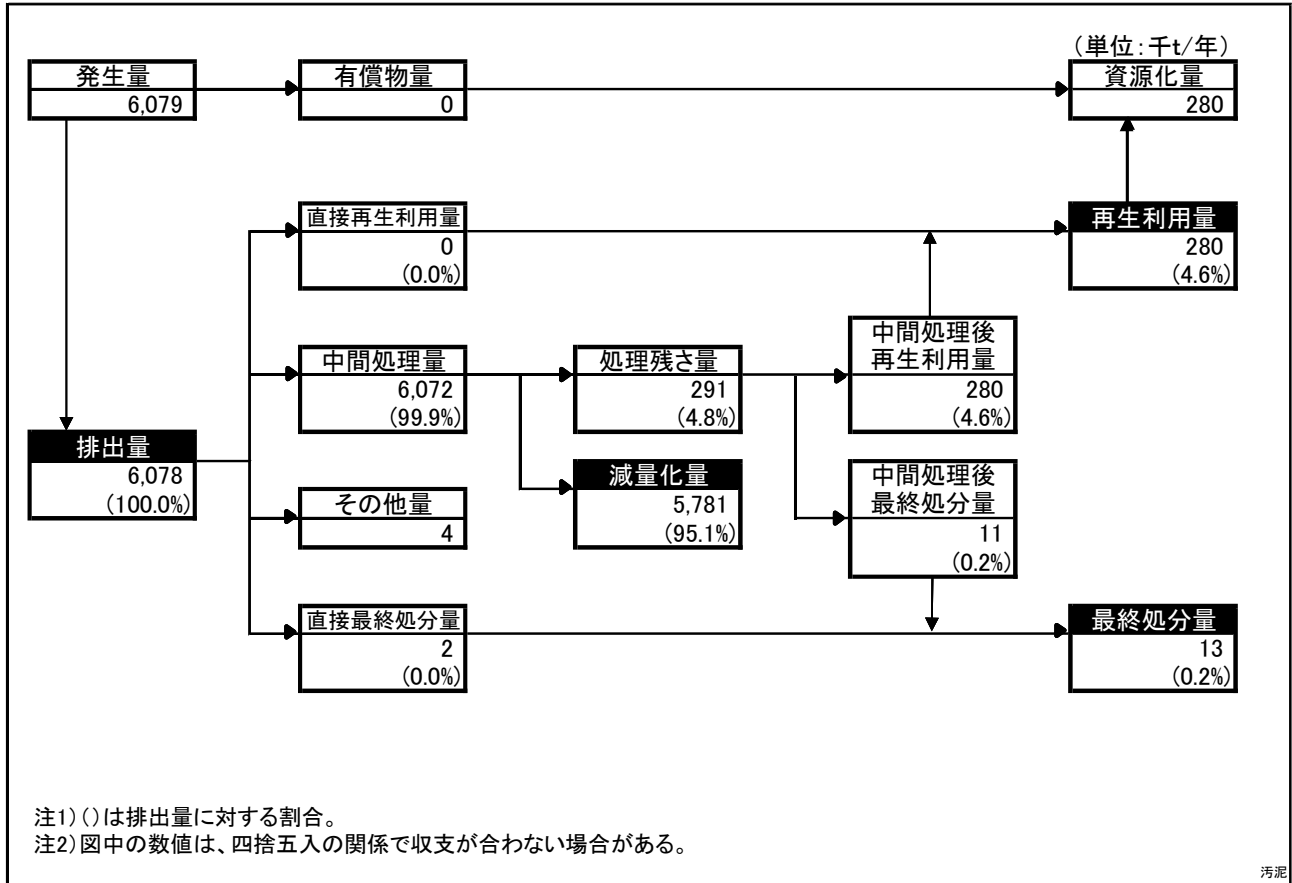 (単位:千t/年)
発生量
6,079
有償物量
0
資源化量
280
直接再生利用量
0
(0.0%)
再生利用量
280
(4.6%)
中間処理量
6,072
(99.9%)
処理残さ量
291
(4.8%)
中間処理後
再生利用量
280
(4.6%)
排出量
6,078
(100.0%)
減量化量
5,781
(95.1%)
中間処理後
最終処分量
11
(0.2%)
その他量
4
直接最終処分量
2
(0.0%)
最終処分量
13
(0.2%)
注1)()は排出量に対する割合。
注2)図中の数値は、四捨五入の関係で収支が合わない場合がある。
汚泥